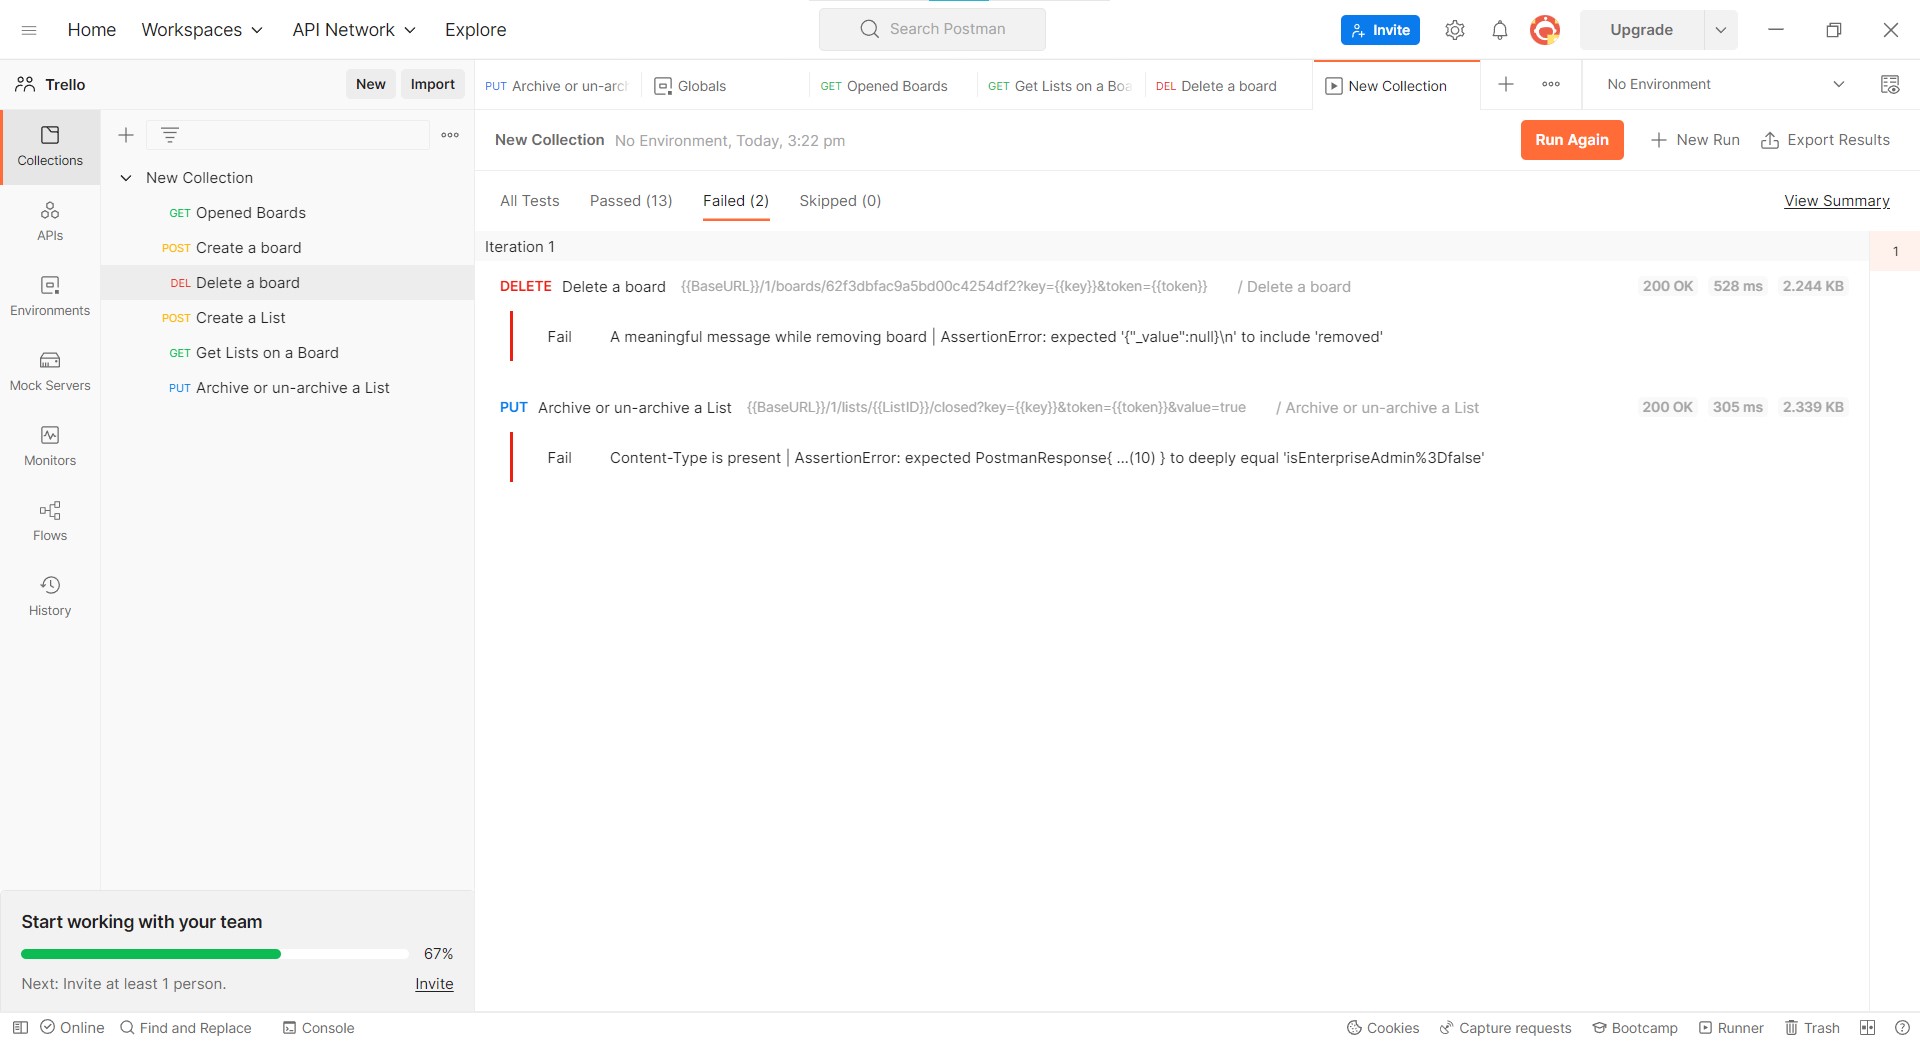 Home Workspaces API Network Explore Search Postman Invite Upgrade
Trello New Import PUT Archive or un-arc Globals GET Opened Boards GET Get Lists on a Boa DEL Delete a board New Collection No Environment
Collections
APIs
Environments
Mock Servers
Monitors
Flows
History
New Collection
GET Opened Boards
POST Create a board
DEL Delete a board
POST Create a List
GET Get Lists on a Board
PUT Archive or un-archive a List
New Collection No Environment, Today, 3:22 pm Run Again New Run Export Results
All Tests Passed (13) Failed (2) Skipped (0) View Summary
Iteration 1 1
DELETE Delete a board {{BaseURL}}/1/boards/62f3dbfac9a5bd00c4254df2?key={{key}}&token={{token}} / Delete a board 200 OK 528 ms 2.244 KB
Fail A meaningful message while removing board | AssertionError: expected '{"_value":null}\n' to include 'removed'
PUT Archive or un-archive a List {{BaseURL}}/1/lists/{{ListID}}/closed?key={{key}}&token={{token}}&value=true / Archive or un-archive a List 200 OK 305 ms 2.339 KB
Fail Content-Type is present | AssertionError: expected PostmanResponse{ ...(10) } to deeply equal 'isEnterpriseAdmin%3Dfalse'
Start working with your team
67%
Next: Invite at least 1 person. Invite
Online Find and Replace Console Cookies Capture requests Bootcamp Runner Trash